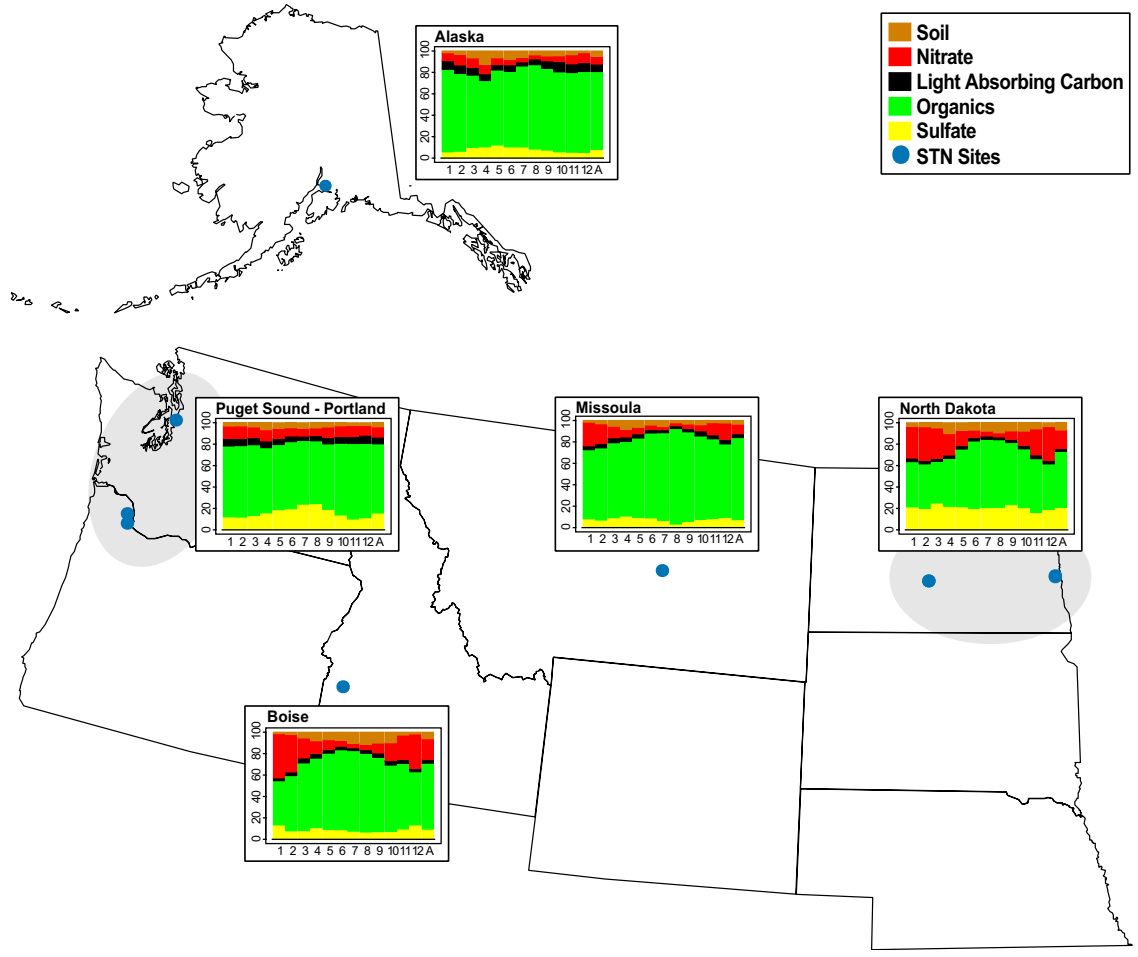 Alaska
0 20 40 60 80 100
1 2 3 4 5 6 7 8 9 10 11 12 A
Soil
Nitrate
Light Absorbing Carbon
Organics
Sulfate
STN Sites
Puget Sound - Portland
0 20 40 60 80 100
1 2 3 4 5 6 7 8 9 10 11 12 A
Missoula
0 20 40 60 80 100
1 2 3 4 5 6 7 8 9 10 11 12 A
North Dakota
0 20 40 60 80 100
1 2 3 4 5 6 7 8 9 10 11 12 A
Boise
0 20 40 60 80 100
1 2 3 4 5 6 7 8 9 10 11 12 A